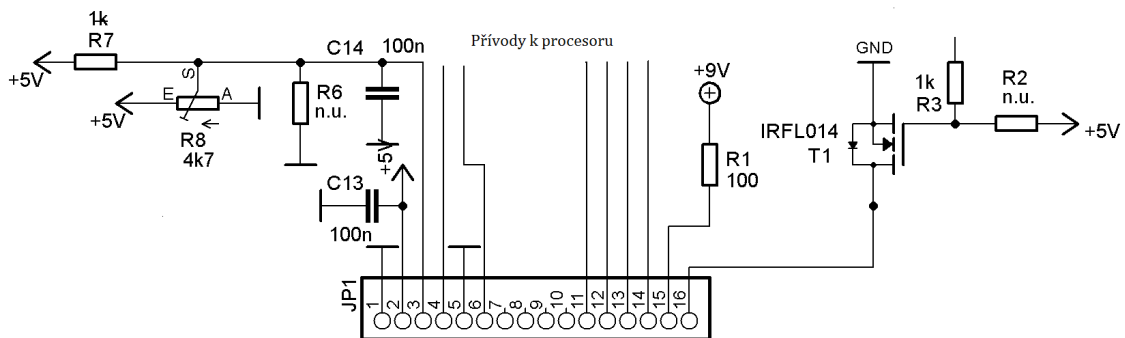 1k
R7
+5V
S
E
A
+5V
R8
4k7
C14
100n
R6
n.u.
+5V
C13
100n
Přívody k procesoru
+9V
R1
100
GND
IRFL014
T1
1k
R3
R2
n.u.
+5V
JP1
1
2
3
4
5
6
7
8
9
10
11
12
13
14
15
16